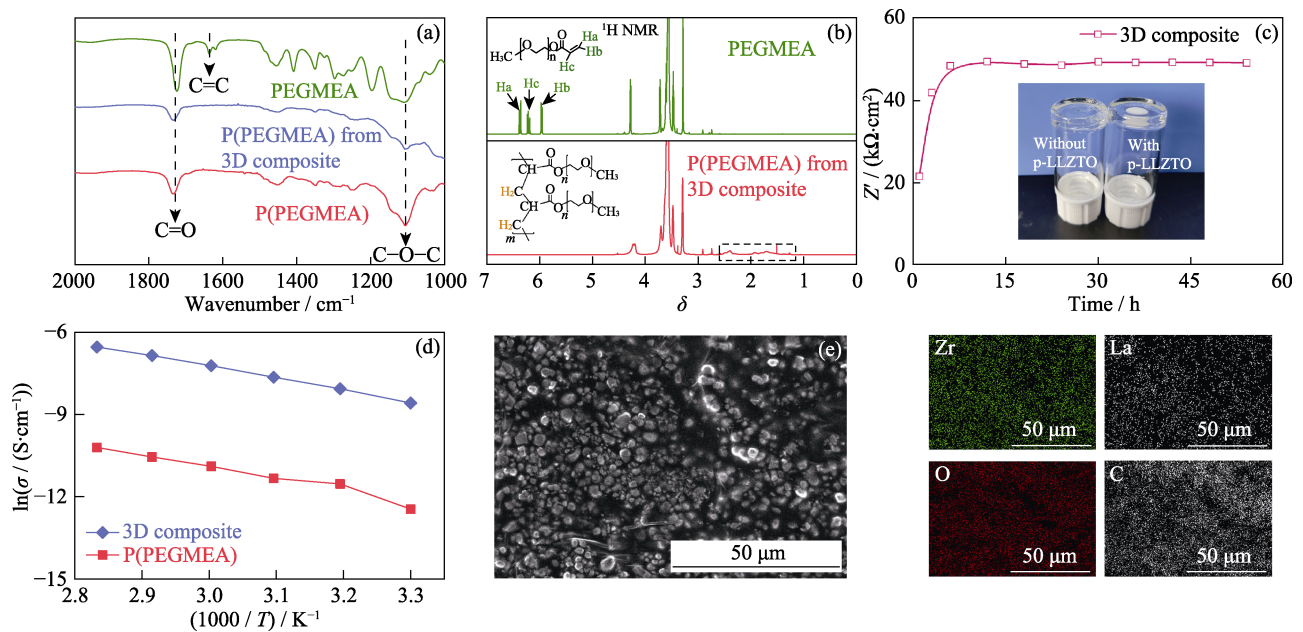 (a)
C=C
PEGMEA
P(PEGMEA) from
3D composite
P(PEGMEA)
C=O
C−O−C
2000
1800
1600
1400
1200
1000
Wavenumber / cm⁻¹
(b)
¹H NMR
PEGMEA
H₃C
O
n
O
O
Ha
Hb
Hc
Ha
Hc
Hb
P(PEGMEA) from
3D composite
CH
O
O
n
O
CH₃
H₂C
CH
O
O
n
O
CH₃
H₂C
m
7
6
5
4
3
2
1
0
δ
(c)
3D composite
Without
p-LLZTO
With
p-LLZTO
60
40
20
0
Z′ / (kΩ·cm²)
0
15
30
45
60
Time / h
(d)
−6
−9
−12
−15
ln(σ / (S·cm⁻¹))
3D composite
P(PEGMEA)
2.8
2.9
3.0
3.1
3.2
3.3
(1000 / T) / K⁻¹
(e)
50 μm
Zr
50 μm
La
50 μm
O
50 μm
C
50 μm